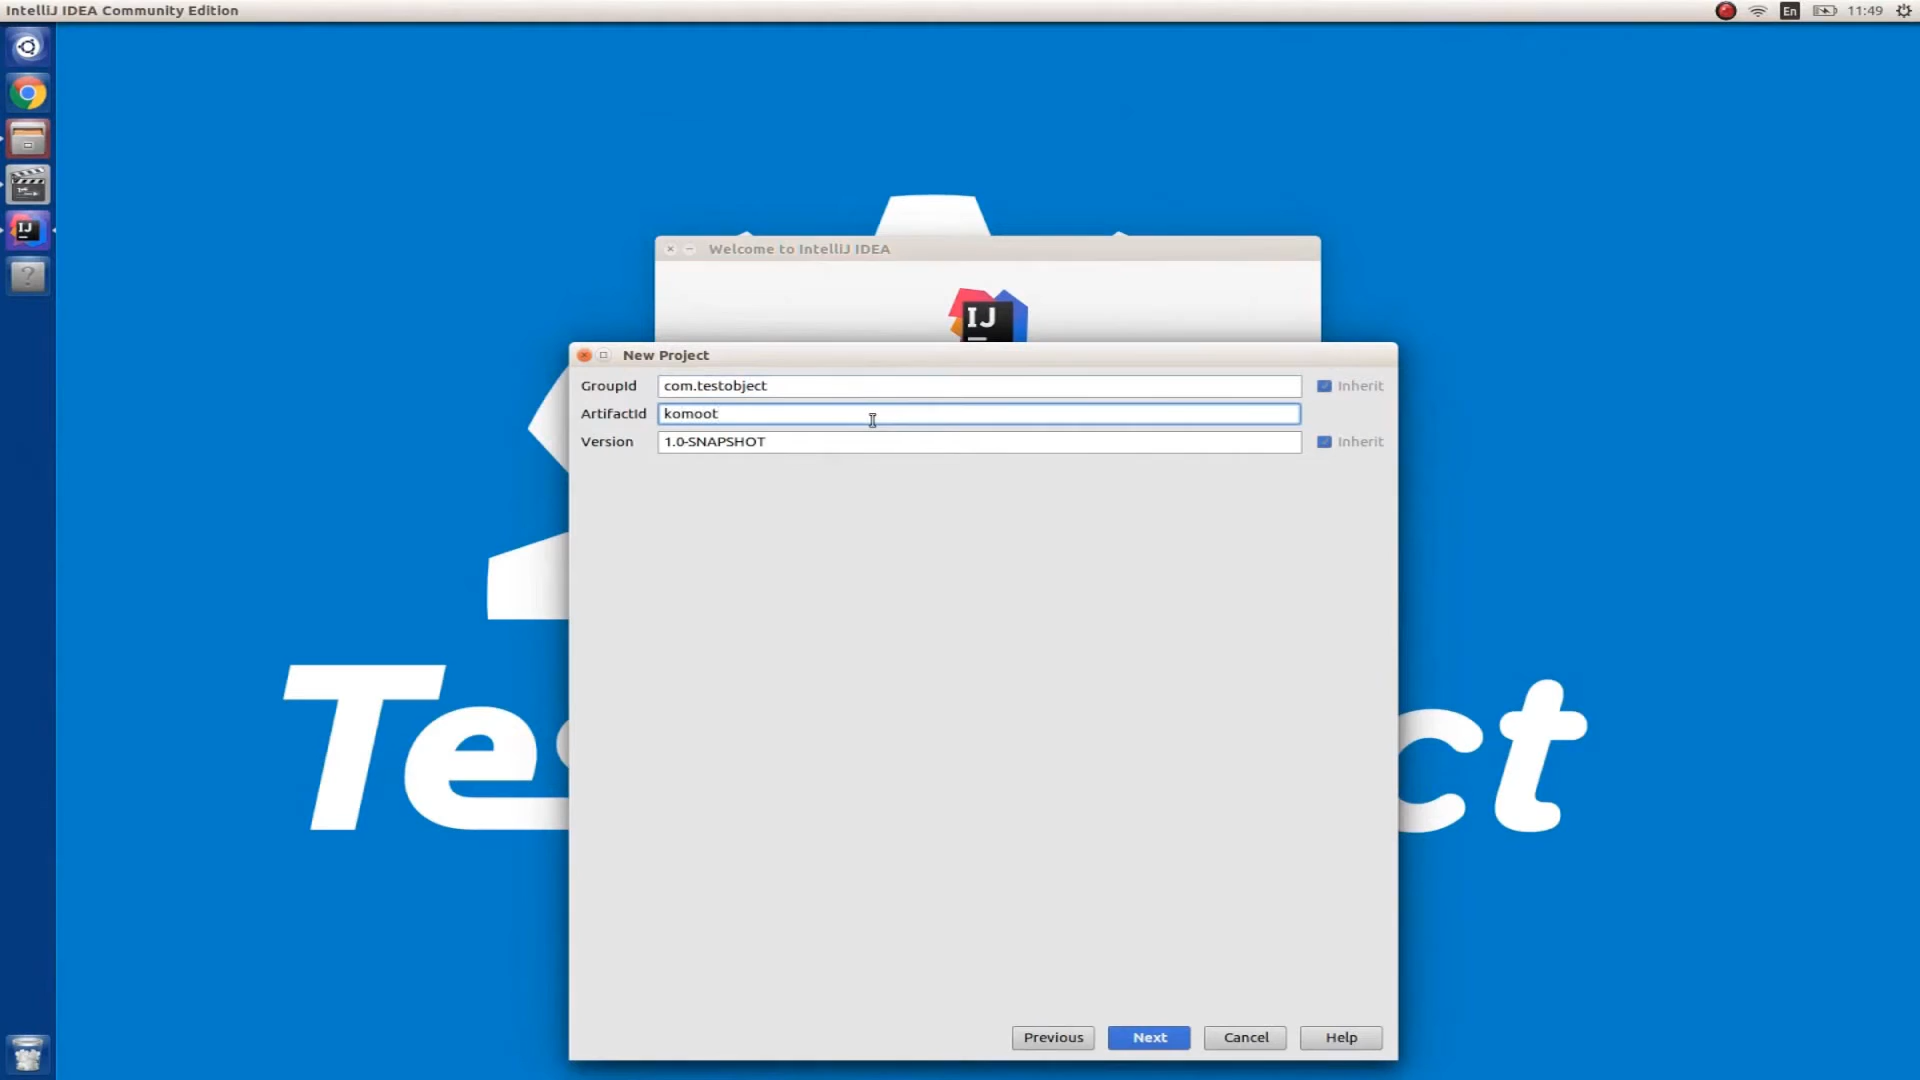 IntelliJ IDEA Community Edition
En
11:49
Welcome to IntelliJ IDEA
IJ
New Project
GroupId com.testobject Inherit
ArtifactId komoot
Version 1.0-SNAPSHOT Inherit
Te
ct
Previous Next Cancel Help